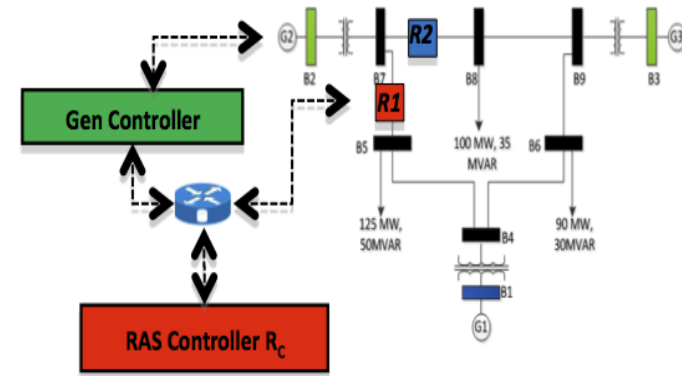 G2
R2
G3
B2
B7
B8
B9
B3
Gen Controller
R1
B5
100 MW, 35
MVAR
B6
125 MW,
50MVAR
B4
90 MW,
30MVAR
B1
RAS Controller R_C
G1